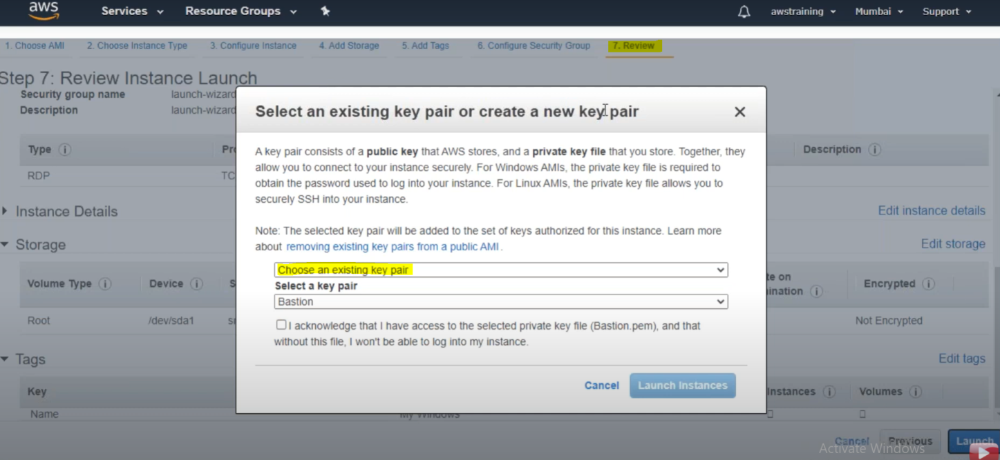 aws Services Resource Groups awstraining Mumbai Support
1. Choose AMI 2. Choose Instance Type 3. Configure Instance 4. Add Storage 5. Add Tags 6. Configure Security Group 7. Review
Step 7: Review Instance Launch
Security group name launch-wizard
Description launch-wizard
Select an existing key pair or create a new key pair
Type Description
RDP
A key pair consists of a public key that AWS stores, and a private key file that you store. Together, they
allow you to connect to your instance securely. For Windows AMIs, the private key file is required to
obtain the password used to log into your instance. For Linux AMIs, the private key file allows you to
securely SSH into your instance.
Instance Details Edit instance details
Note: The selected key pair will be added to the set of keys authorized for this instance. Learn more
about removing existing key pairs from a public AMI.
Storage Edit storage
Choose an existing key pair
Select a key pair
Volume Type Device Encrypted
Bastion
Root /dev/sda1 Not Encrypted
I acknowledge that I have access to the selected private key file (Bastion.pem), and that
without this file, I won't be able to log into my instance.
Tags Edit tags
Cancel Launch Instances
Key Instances Volumes
Name My Windows
Cancel Previous Launch
Activate Windows